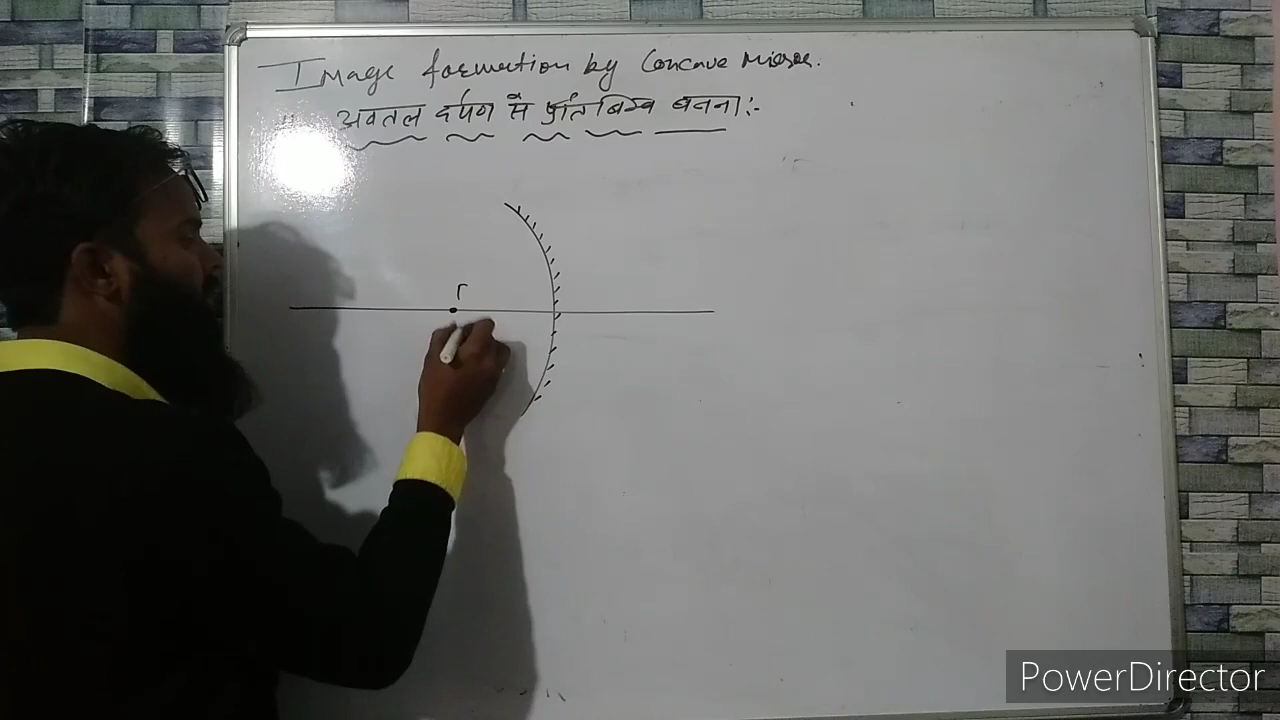 Image formation by Concave mirror.
अवतल दर्पण से प्रतिबिम्ब बनना:-
r
PowerDirector